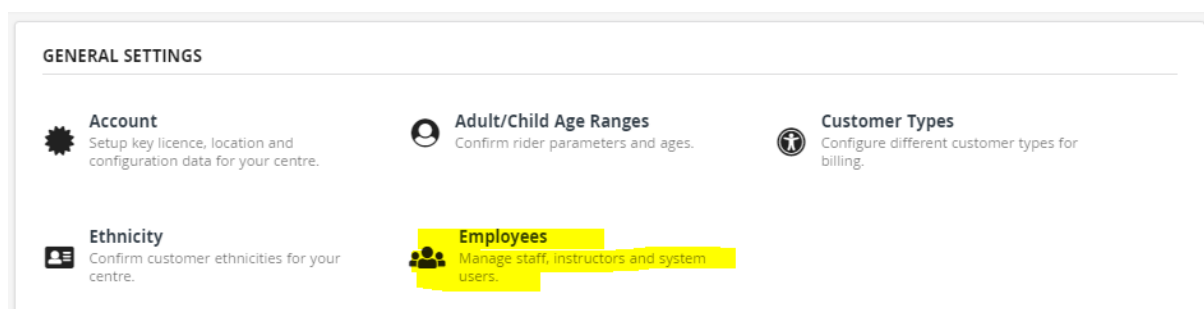 GENERAL SETTINGS
Account
Setup key licence, location and
configuration data for your centre.
Adult/Child Age Ranges
Confirm rider parameters and ages.
Customer Types
Configure different customer types for
billing.
Ethnicity
Confirm customer ethnicities for your
centre.
Employees
Manage staff, instructors and system
users.